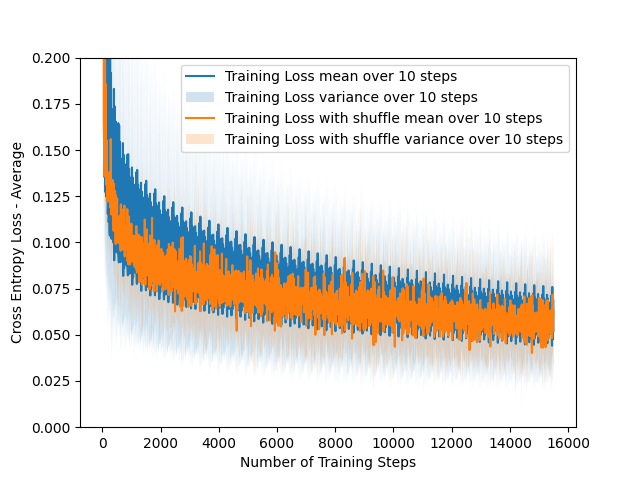 0.200
0.175
0.150
0.125
0.100
0.075
0.050
0.025
0.000
Cross Entropy Loss - Average
Training Loss mean over 10 steps
Training Loss variance over 10 steps
Training Loss with shuffle mean over 10 steps
Training Loss with shuffle variance over 10 steps
0 2000 4000 6000 8000 10000 12000 14000 16000
Number of Training Steps